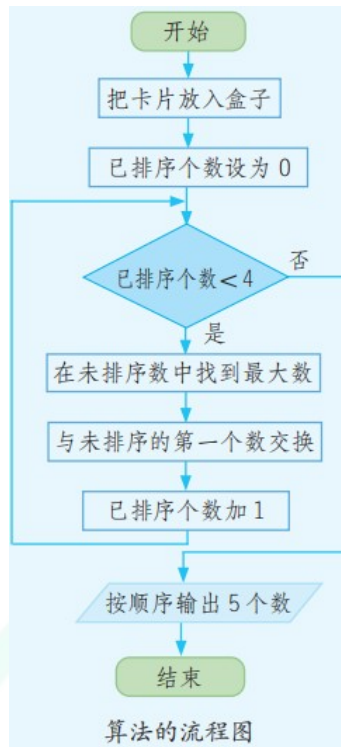 开始
把卡片放入盒子
已排序个数设为 0
已排序个数<4
否
是
在未排序数中找到最大数
与未排序的第一个数交换
已排序个数加 1
按顺序输出 5 个数
结束
算法的流程图